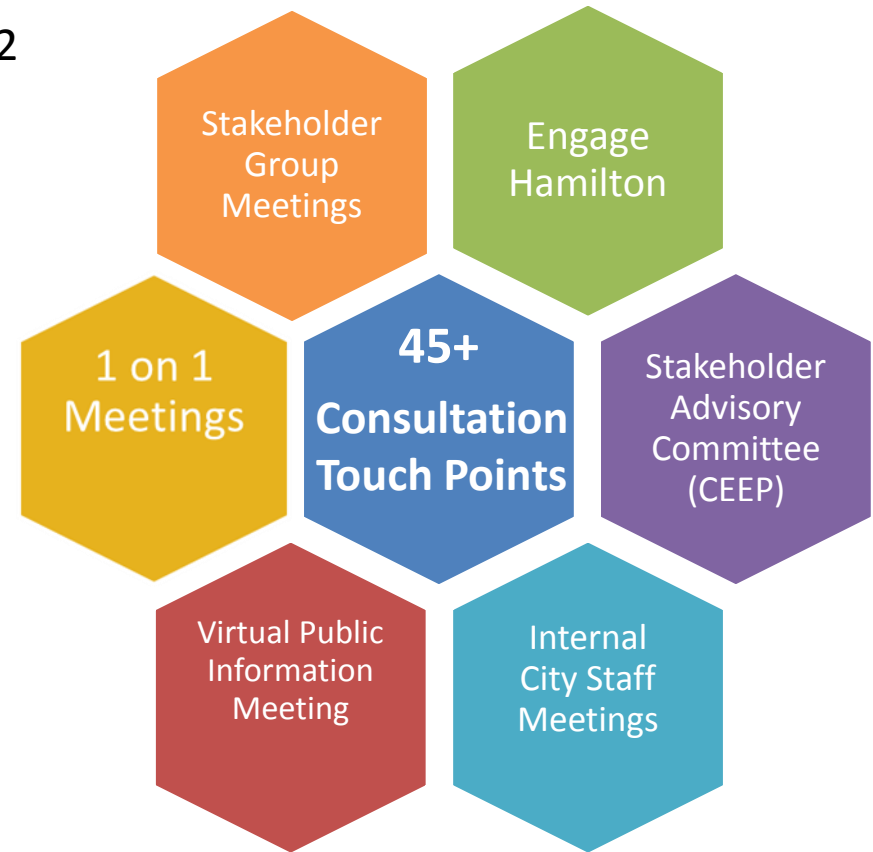 2
Stakeholder
Group
Meetings
Engage
Hamilton
1 on 1
Meetings
45+
Consultation
Touch Points
Stakeholder
Advisory
Committee
(CEEP)
Virtual Public
Information
Meeting
Internal
City Staff
Meetings